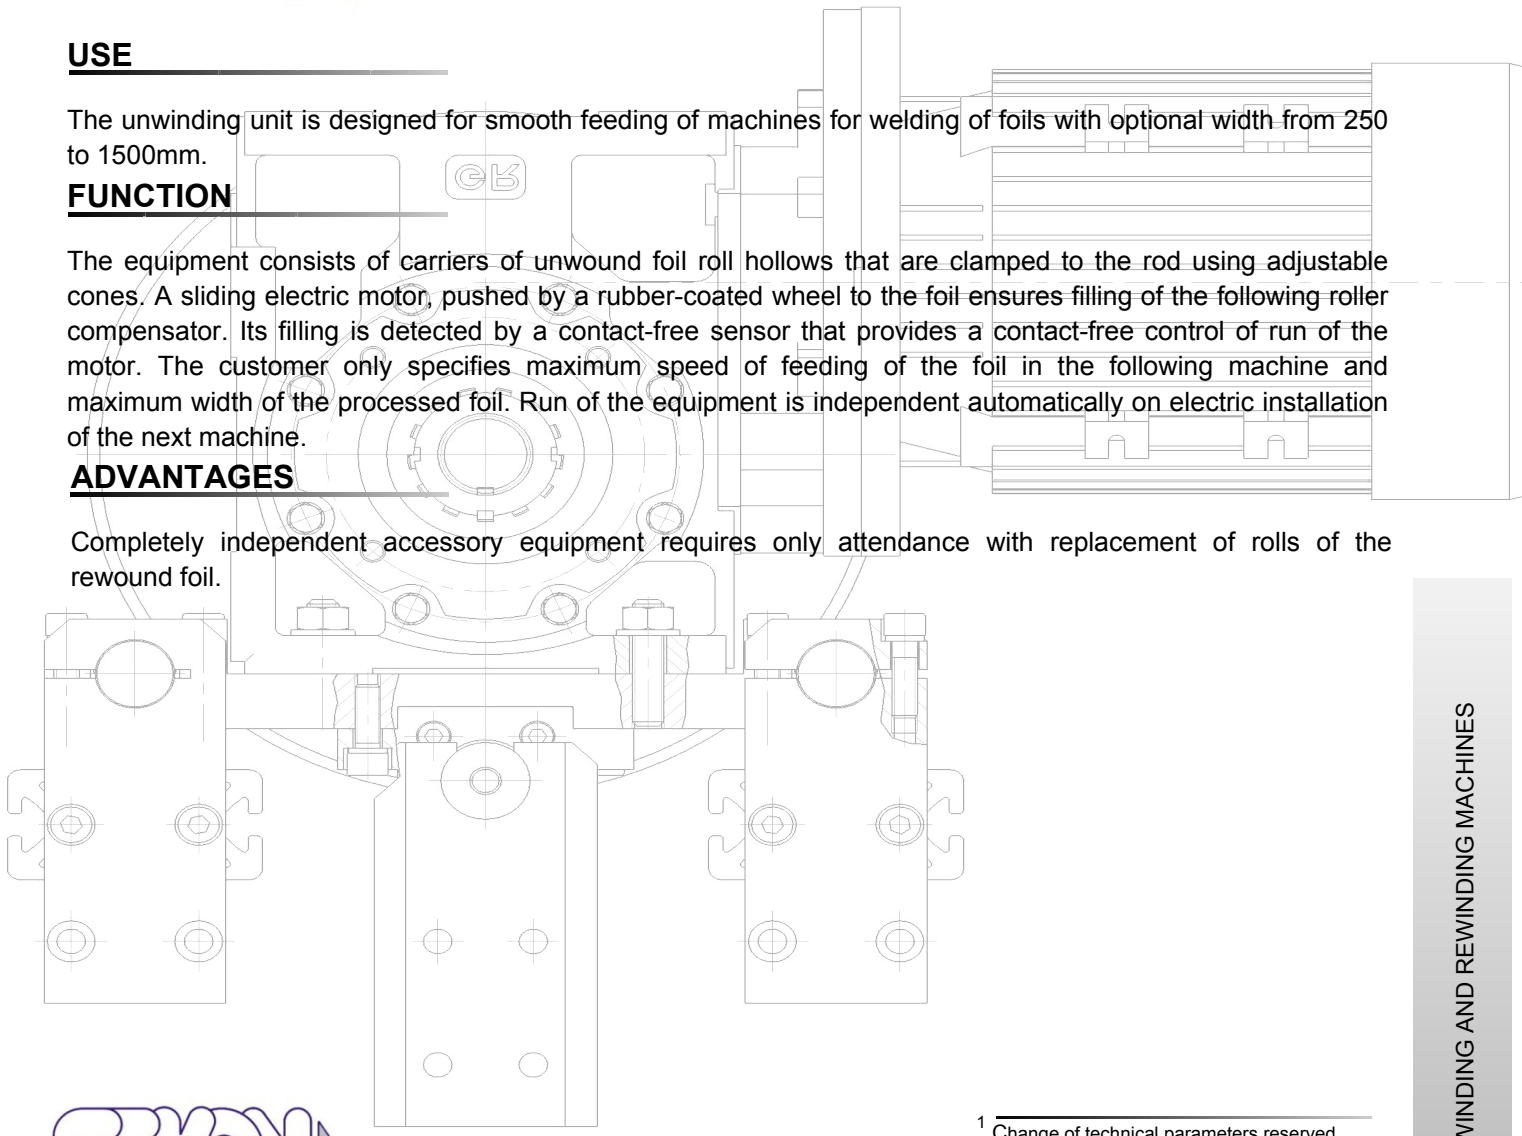 USE
The unwinding unit is designed for smooth feeding of machines for welding of foils with optional width from 250
to 1500mm.
FUNCTION
The equipment consists of carriers of unwound foil roll hollows that are clamped to the rod using adjustable
cones. A sliding electric motor, pushed by a rubber-coated wheel to the foil ensures filling of the following roller
compensator. Its filling is detected by a contact-free sensor that provides a contact-free control of run of the
motor. The customer only specifies maximum speed of feeding of the foil in the following machine and
maximum width of the processed foil. Run of the equipment is independent automatically on electric installation
of the next machine.
ADVANTAGES
Completely independent accessory equipment requires only attendance with replacement of rolls of the
rewound foil.
GR
WINDING AND REWINDING MACHINES
1 Change of technical parameters reserved